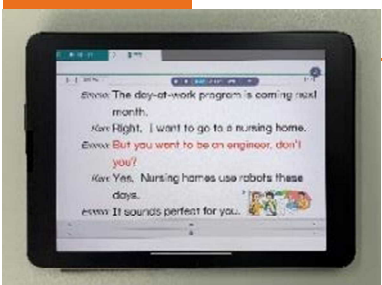 Emma: The day-at-work program is coming next
month.
Ken: Right. I want to go to a nursing home.
Emma: But you want to be an engineer, don't
you?
Ken: Yes. Nursing homes use robots these
days.
Emma: It sounds perfect for you.